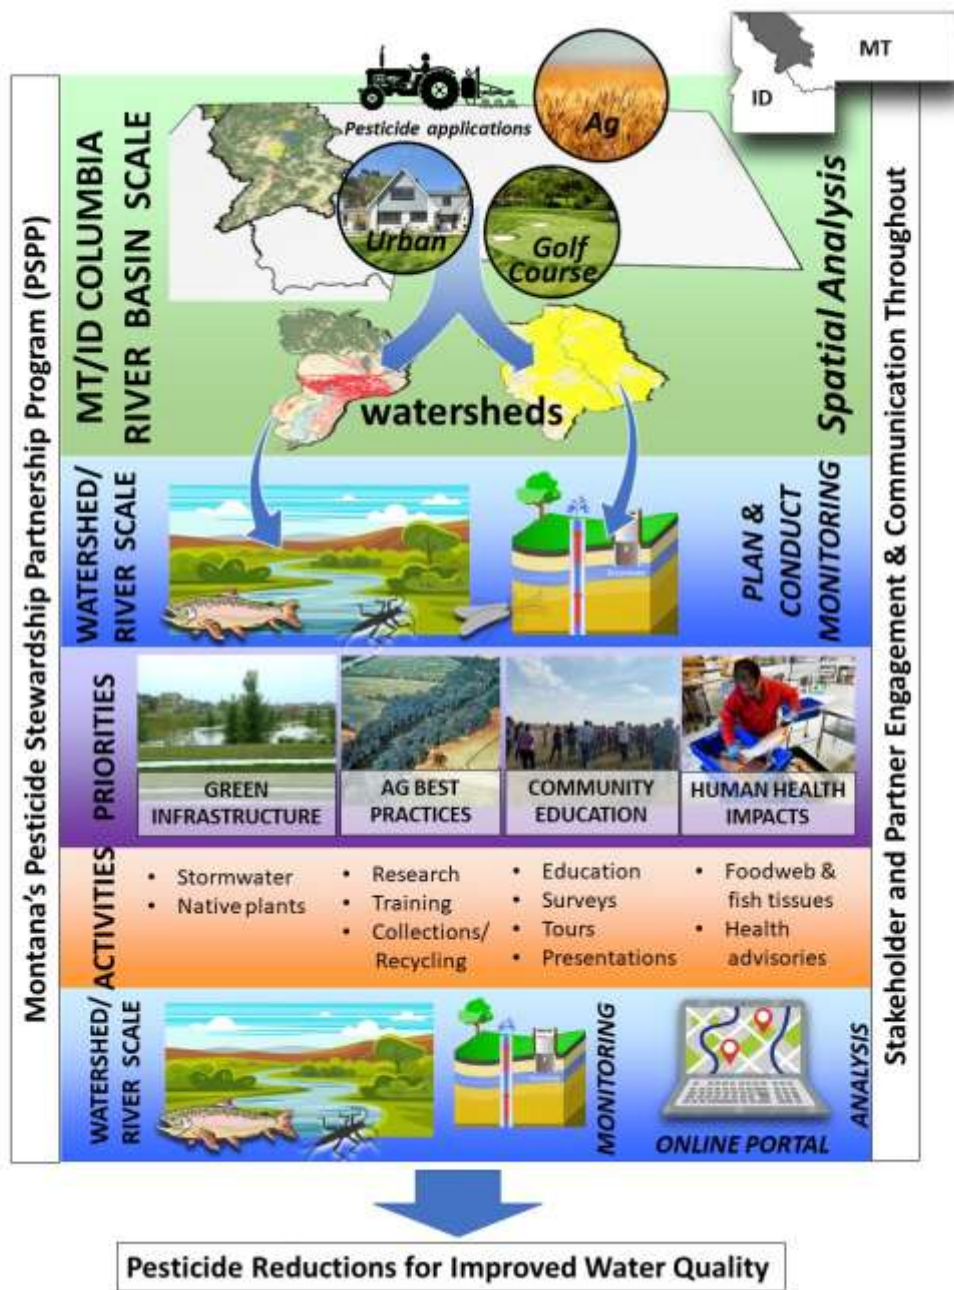 MT
ID
Montana's Pesticide Stewardship Partnership Program (PSPP)
Stakeholder and Partner Engagement & Communication Throughout
MT/ID COLUMBIA
RIVER BASIN SCALE
Pesticide applications
Ag
Urban
Golf
Course
Spatial Analysis
watersheds
WATERSHED/
RIVER SCALE
PLAN &
CONDUCT
MONITORING
PRIORITIES
GREEN
INFRASTRUCTURE
AG BEST
PRACTICES
COMMUNITY
EDUCATION
HUMAN HEALTH
IMPACTS
ACTIVITIES
• Stormwater
• Native plants
• Research
• Training
• Collections/
Recycling
• Education
• Surveys
• Tours
• Presentations
• Foodweb &
fish tissues
• Health
advisories
WATERSHED/
RIVER SCALE
MONITORING
ONLINE PORTAL
ANALYSIS
Pesticide Reductions for Improved Water Quality